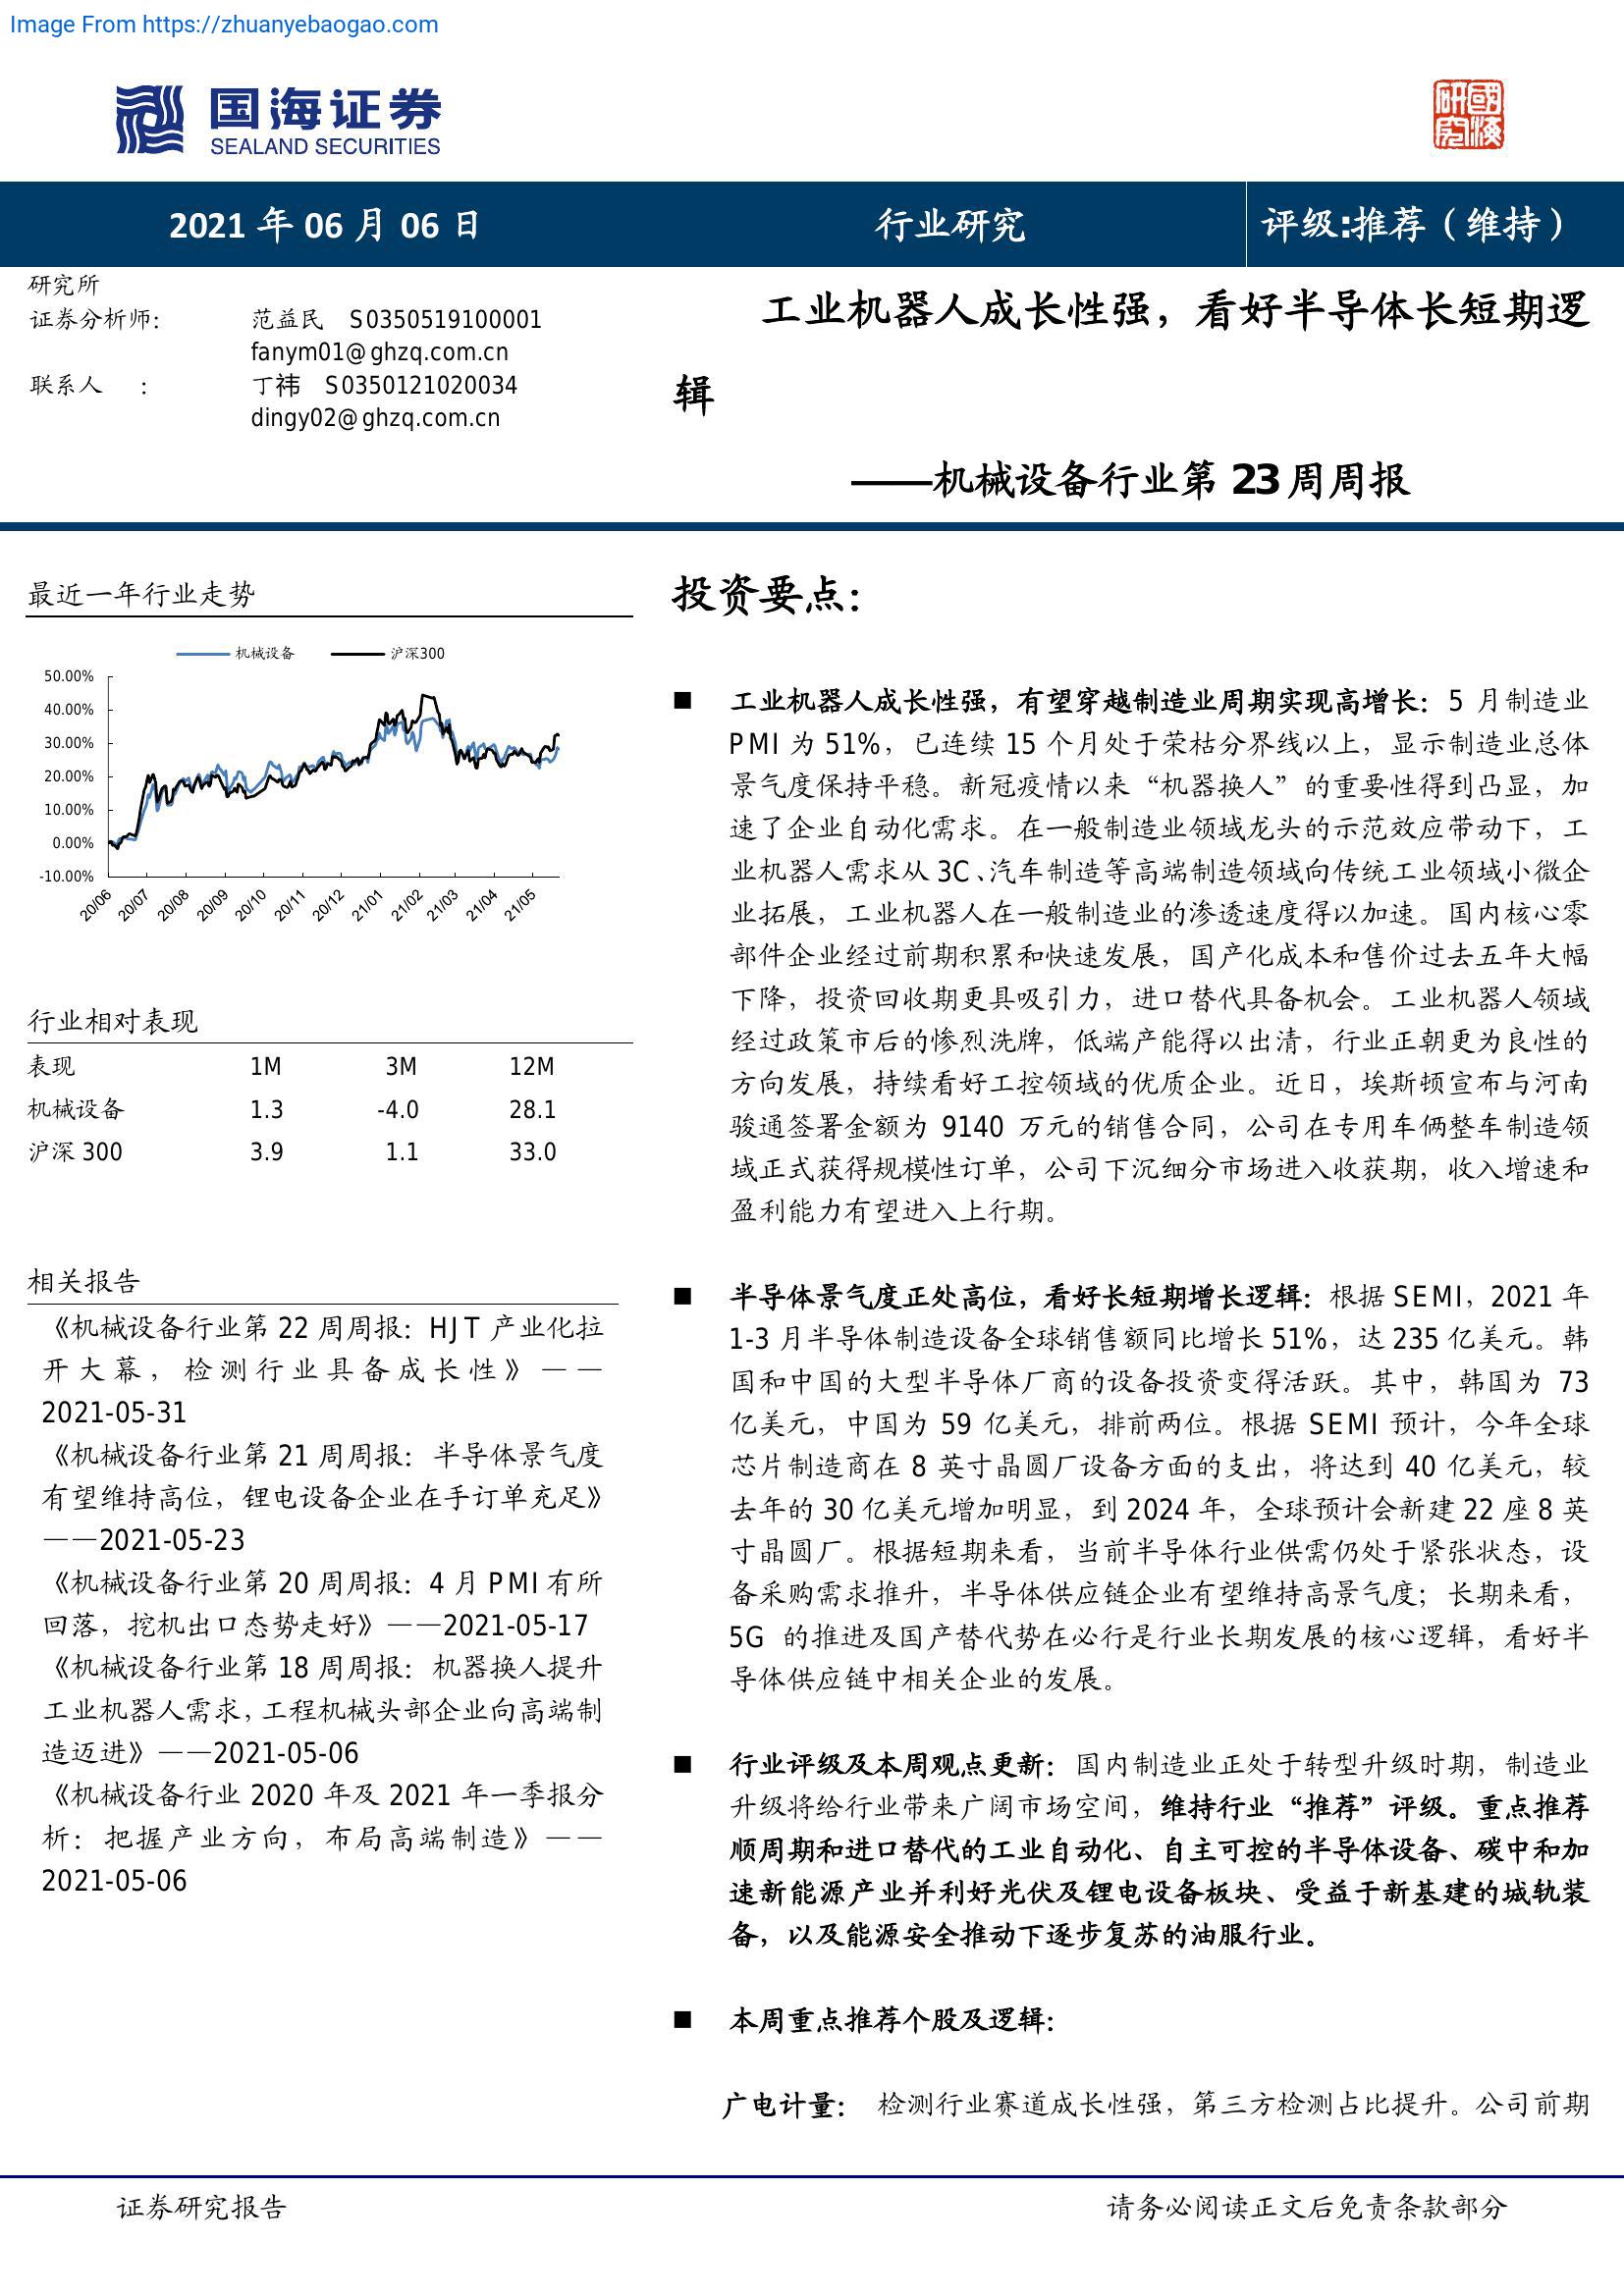 Image From https://zhuanyebaogao.com
国海证券
SEALAND SECURITIES
研國
究海
2021 年 06 月 06 日
行业研究
评级:推荐（维持）
研究所
证券分析师: 范益民 S0350519100001
fanym01@ghzq.com.cn
联系人 : 丁祎 S0350121020034
dingy02@ghzq.com.cn
工业机器人成长性强，看好半导体长短期逻
辑
——机械设备行业第 23 周周报
最近一年行业走势
机械设备 沪深300
50.00%
40.00%
30.00%
20.00%
10.00%
0.00%
-10.00%
20/06 20/07 20/08 20/09 20/10 20/11 20/12 21/01 21/02 21/03 21/04 21/05
行业相对表现
表现 1M 3M 12M
机械设备 1.3 -4.0 28.1
沪深 300 3.9 1.1 33.0
相关报告
《机械设备行业第 22 周周报：HJT 产业化拉
开大幕，检测行业具备成长性》——
2021-05-31
《机械设备行业第 21 周周报：半导体景气度
有望维持高位，锂电设备企业在手订单充足》
——2021-05-23
《机械设备行业第 20 周周报：4 月 PMI 有所
回落，挖机出口态势走好》——2021-05-17
《机械设备行业第 18 周周报：机器换人提升
工业机器人需求，工程机械头部企业向高端制
造迈进》——2021-05-06
《机械设备行业 2020 年及 2021 年一季报分
析：把握产业方向，布局高端制造》——
2021-05-06
投资要点：
■ 工业机器人成长性强，有望穿越制造业周期实现高增长：5 月制造业
PMI 为 51%，已连续 15 个月处于荣枯分界线以上，显示制造业总体
景气度保持平稳。新冠疫情以来“机器换人”的重要性得到凸显，加
速了企业自动化需求。在一般制造业领域龙头的示范效应带动下，工
业机器人需求从 3C、汽车制造等高端制造领域向传统工业领域小微企
业拓展，工业机器人在一般制造业的渗透速度得以加速。国内核心零
部件企业经过前期积累和快速发展，国产化成本和售价过去五年大幅
下降，投资回收期更具吸引力，进口替代具备机会。工业机器人领域
经过政策市后的惨烈洗牌，低端产能得以出清，行业正朝更为良性的
方向发展，持续看好工控领域的优质企业。近日，埃斯顿宣布与河南
骏通签署金额为 9140 万元的销售合同，公司在专用车俩整车制造领
域正式获得规模性订单，公司下沉细分市场进入收获期，收入增速和
盈利能力有望进入上行期。
■ 半导体景气度正处高位，看好长短期增长逻辑：根据 SEMI，2021 年
1-3 月半导体制造设备全球销售额同比增长 51%，达 235 亿美元。韩
国和中国的大型半导体厂商的设备投资变得活跃。其中，韩国为 73
亿美元，中国为 59 亿美元，排前两位。根据 SEMI 预计，今年全球
芯片制造商在 8 英寸晶圆厂设备方面的支出，将达到 40 亿美元，较
去年的 30 亿美元增加明显，到 2024 年，全球预计会新建 22 座 8 英
寸晶圆厂。根据短期来看，当前半导体行业供需仍处于紧张状态，设
备采购需求推升，半导体供应链企业有望维持高景气度；长期来看，
5G 的推进及国产替代势在必行是行业长期发展的核心逻辑，看好半
导体供应链中相关企业的发展。
■ 行业评级及本周观点更新：国内制造业正处于转型升级时期，制造业
升级将给行业带来广阔市场空间，维持行业“推荐”评级。重点推荐
顺周期和进口替代的工业自动化、自主可控的半导体设备、碳中和加
速新能源产业并利好光伏及锂电设备板块、受益于新基建的城轨装
备，以及能源安全推动下逐步复苏的油服行业。
■ 本周重点推荐个股及逻辑：
广电计量： 检测行业赛道成长性强，第三方检测占比提升。公司前期
证券研究报告
请务必阅读正文后免责条款部分